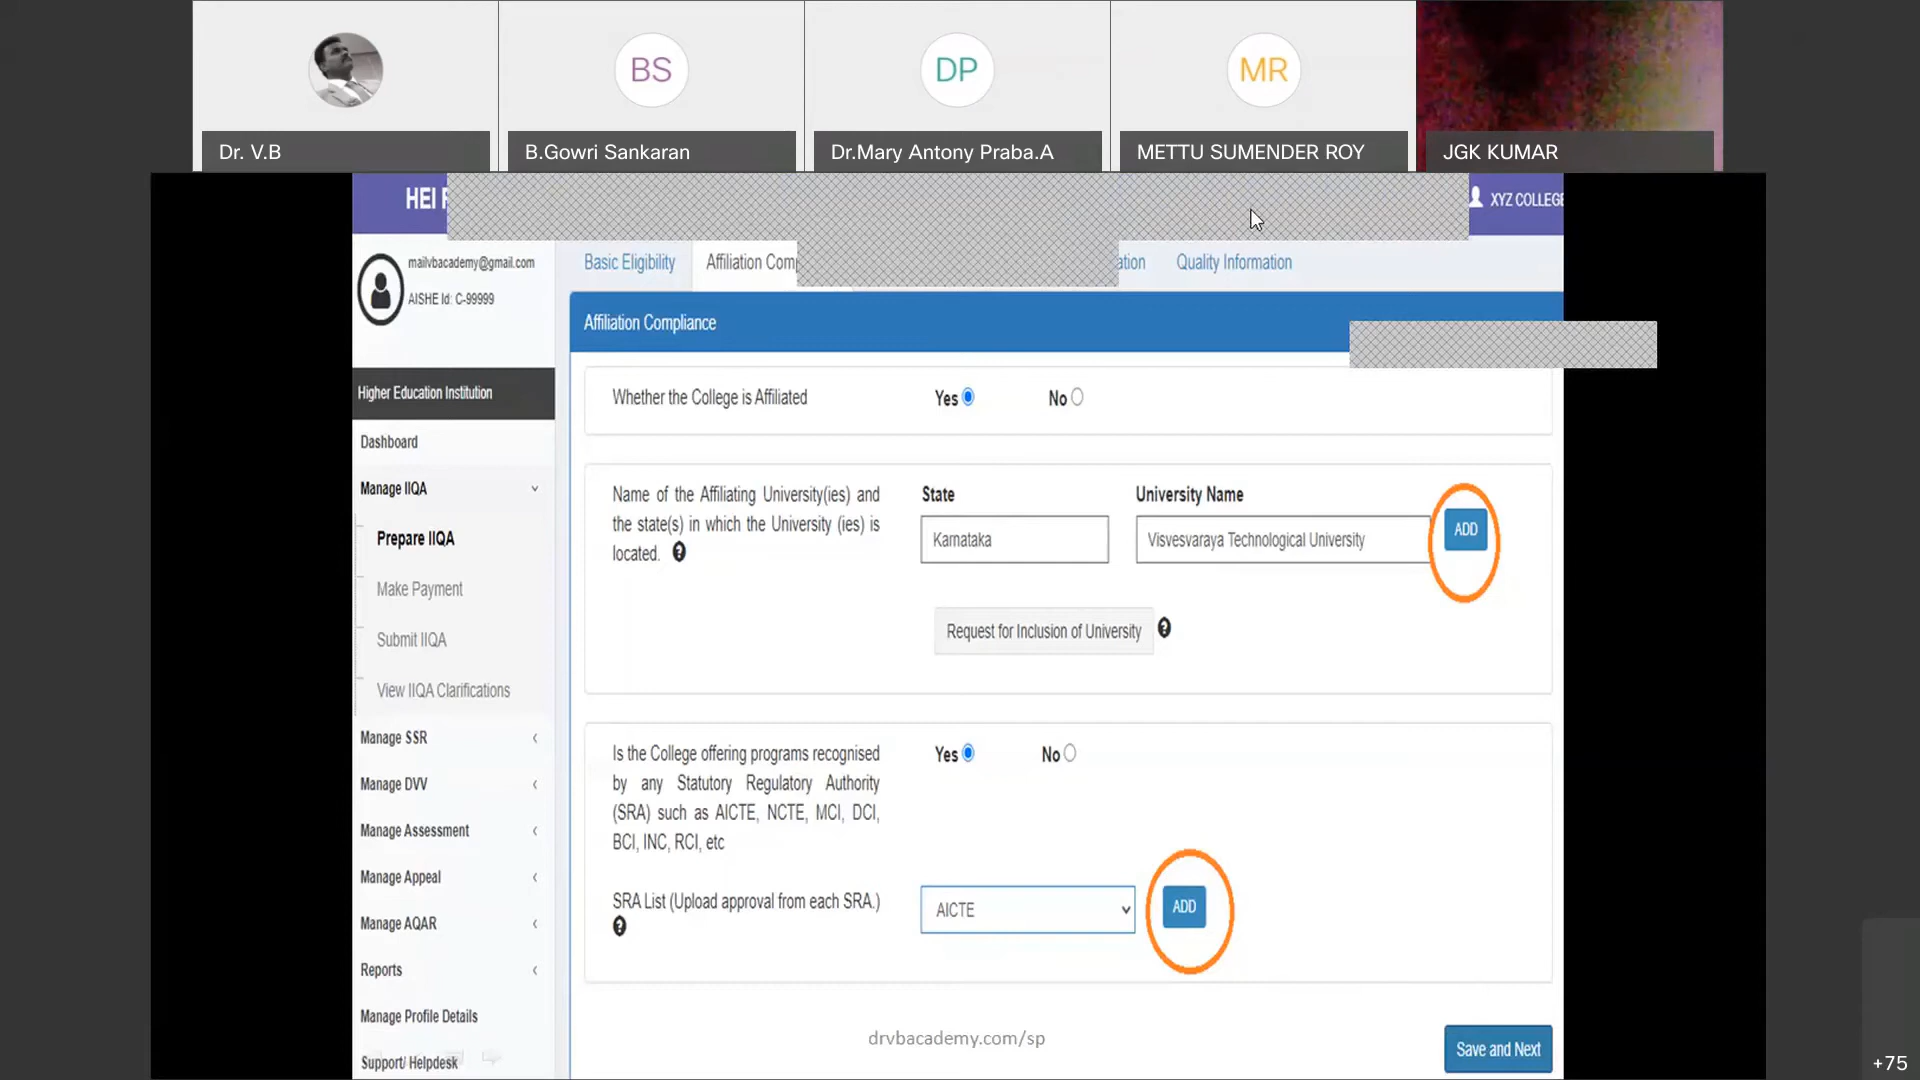 BS
DP
MR
Dr. V.B
B.Gowri Sankaran
Dr.Mary Antony Praba.A
METTU SUMENDER ROY
JGK KUMAR
HEI
XYZ COLLEGE
mailvbacademy@gmail.com
AISHE Id: C-99999
Basic Eligibility
Affiliation Comp
ation
Quality Information
Affiliation Compliance
Higher Education Institution
Dashboard
Manage IIQA
Prepare IIQA
Make Payment
Submit IIQA
View IIQA Clarifications
Manage SSR
Manage DVV
Manage Assessment
Manage Appeal
Manage AQAR
Reports
Manage Profile Details
Support/ Helpdesk
Whether the College is Affiliated
Yes
No
Name of the Affiliating University(ies) and
the state(s) in which the University (ies) is
located.
State
University Name
Karnataka
Visvesvaraya Technological University
ADD
Request for Inclusion of University
Is the College offering programs recognised
by any Statutory Regulatory Authority
(SRA) such as AICTE, NCTE, MCI, DCI,
BCI, INC, RCI, etc
Yes
No
SRA List (Upload approval from each SRA.)
AICTE
ADD
drvbacademy.com/sp
Save and Next
+75